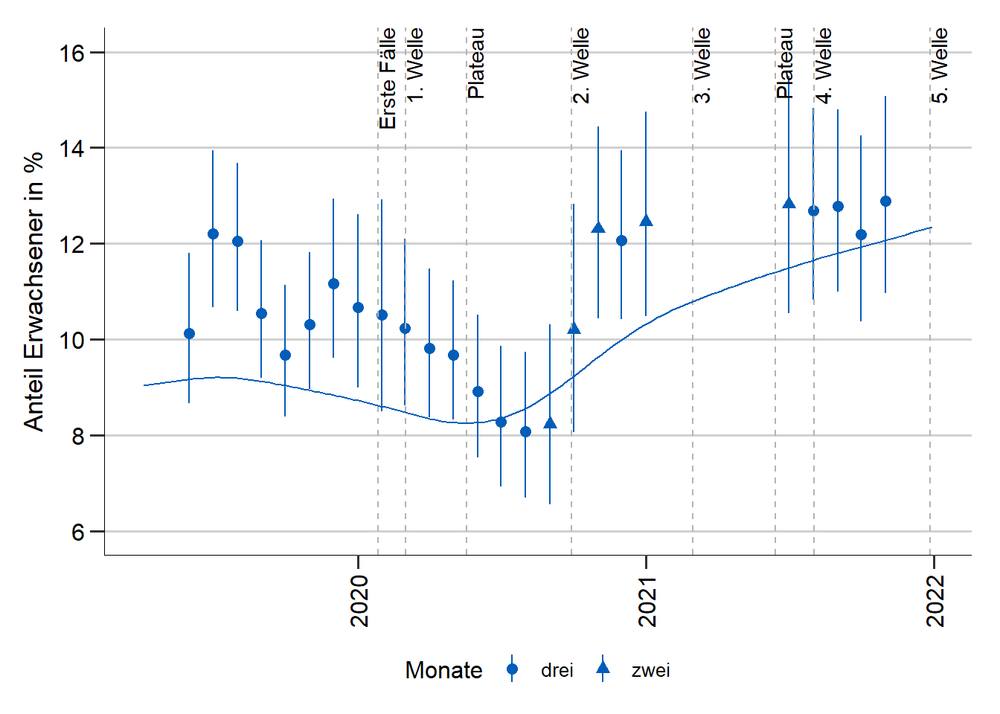 Erste Fälle
1. Welle
Plateau
2. Welle
3. Welle
Plateau
4. Welle
5. Welle
Anteil Erwachsener in %
16
14
12
10
8
6
2020
2021
2022
Monate drei zwei